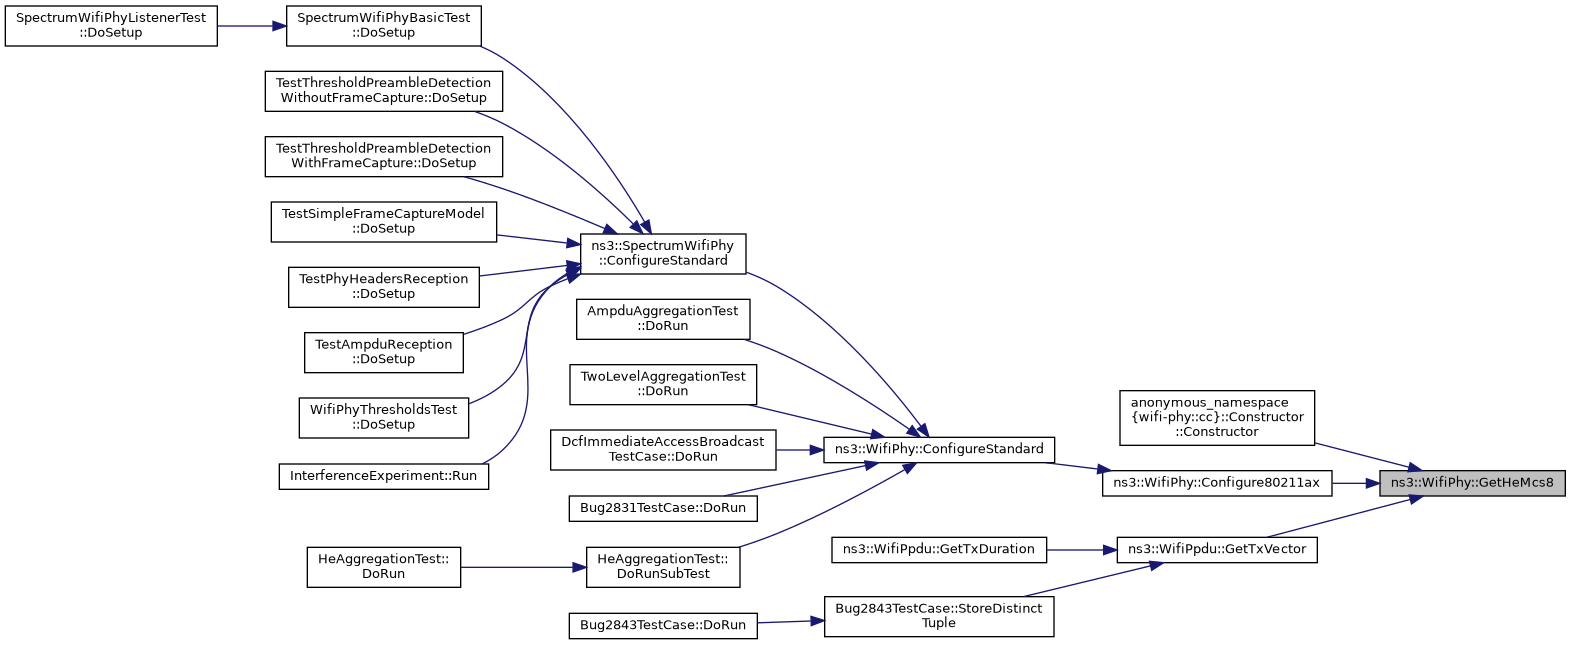 SpectrumWifiPhyListenerTest
::DoSetup
SpectrumWifiPhyBasicTest
::DoSetup
TestThresholdPreambleDetection
WithoutFrameCapture::DoSetup
TestThresholdPreambleDetection
WithFrameCapture::DoSetup
TestSimpleFrameCaptureModel
::DoSetup
TestPhyHeadersReception
::DoSetup
TestAmpduReception
::DoSetup
WifiPhyThresholdsTest
::DoSetup
InterferenceExperiment::Run
HeAggregationTest::
DoRun
ns3::SpectrumWifiPhy
::ConfigureStandard
AmpduAggregationTest
::DoRun
TwoLevelAggregationTest
::DoRun
DcfImmediateAccessBroadcast
TestCase::DoRun
Bug2831TestCase::DoRun
HeAggregationTest::
DoRunSubTest
Bug2843TestCase::DoRun
ns3::WifiPhy::ConfigureStandard
ns3::WifiPpdu::GetTxDuration
Bug2843TestCase::StoreDistinct
Tuple
anonymous_namespace
{wifi-phy::cc}::Constructor
::Constructor
ns3::WifiPhy::Configure80211ax
ns3::WifiPpdu::GetTxVector
ns3::WifiPhy::GetHeMcs8